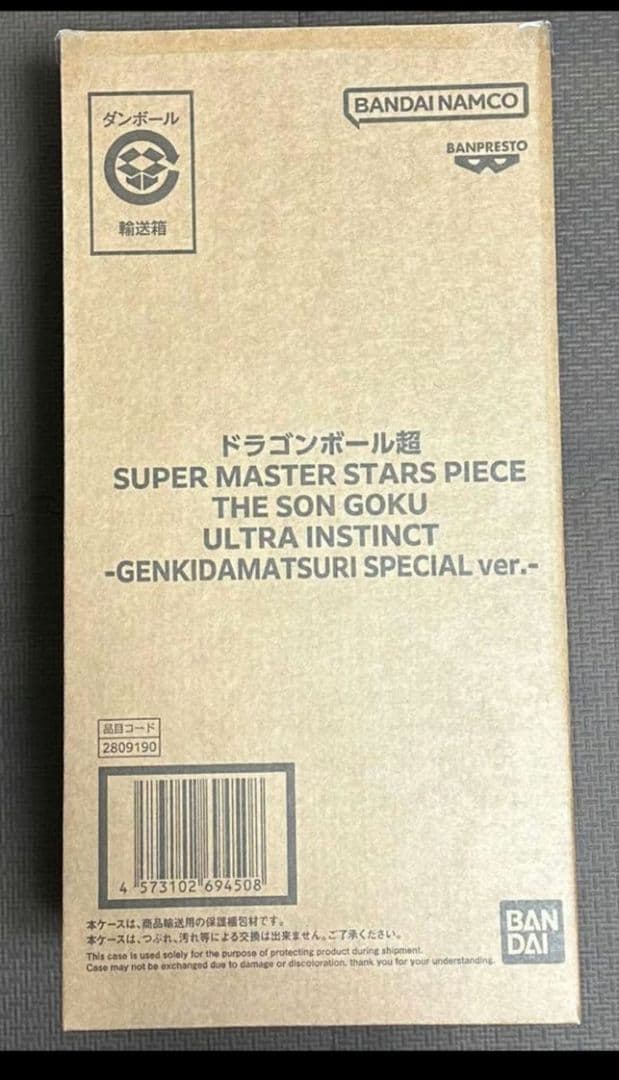 ダンボール
輸送箱
BANDAI NAMCO
BANPRESTO
ドラゴンボール超
SUPER MASTER STARS PIECE
THE SON GOKU
ULTRA INSTINCT
-GENKIDAMATSURI SPECIAL ver.-
品目コード
2809190
4 573102 694508
本ケースは、商品輸送用の保護梱包材です。
本ケースは、つぶれ、汚れ等による交換は出来ません。ご了承ください。
This case is used solely for the purpose of protecting product during shipment.
Case may not be exchanged due to damage or discoloration, thank you for your understanding.
BAN
DAI